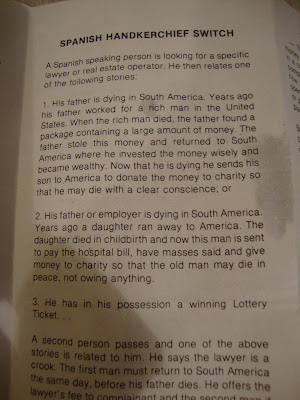 SPANISH HANDKERCHIEF SWITCH
A Spanish speaking person is looking for a specific
lawyer or real estate operator. He then relates one
of the following stories:
1. His father is dying in South America. Years ago
his father worked for a rich man in the United
States. When the rich man died, the father found a
package containing a large amount of money. The
father stole this money and returned to South
America where he invested the money wisely and
became wealthy. Now that he is dying he sends his
son to America to donate the money to charity so
that he may die with a clear conscience; or
2. His father or employer is dying in South America.
Years ago a daughter ran away to America. The
daughter died in childbirth and now this man is sent
to pay the hospital bill, have masses said and give
money to charity so that the old man may die in
peace, not owing anything.
3. He has in his possession a winning Lottery
Ticket. . .
A second person passes and one of the above
stories is related to him. He says the lawyer is a
crook. The first man must return to South America
the same day, before his father dies. He offers the
lawyer's fee to complainant and the second man if